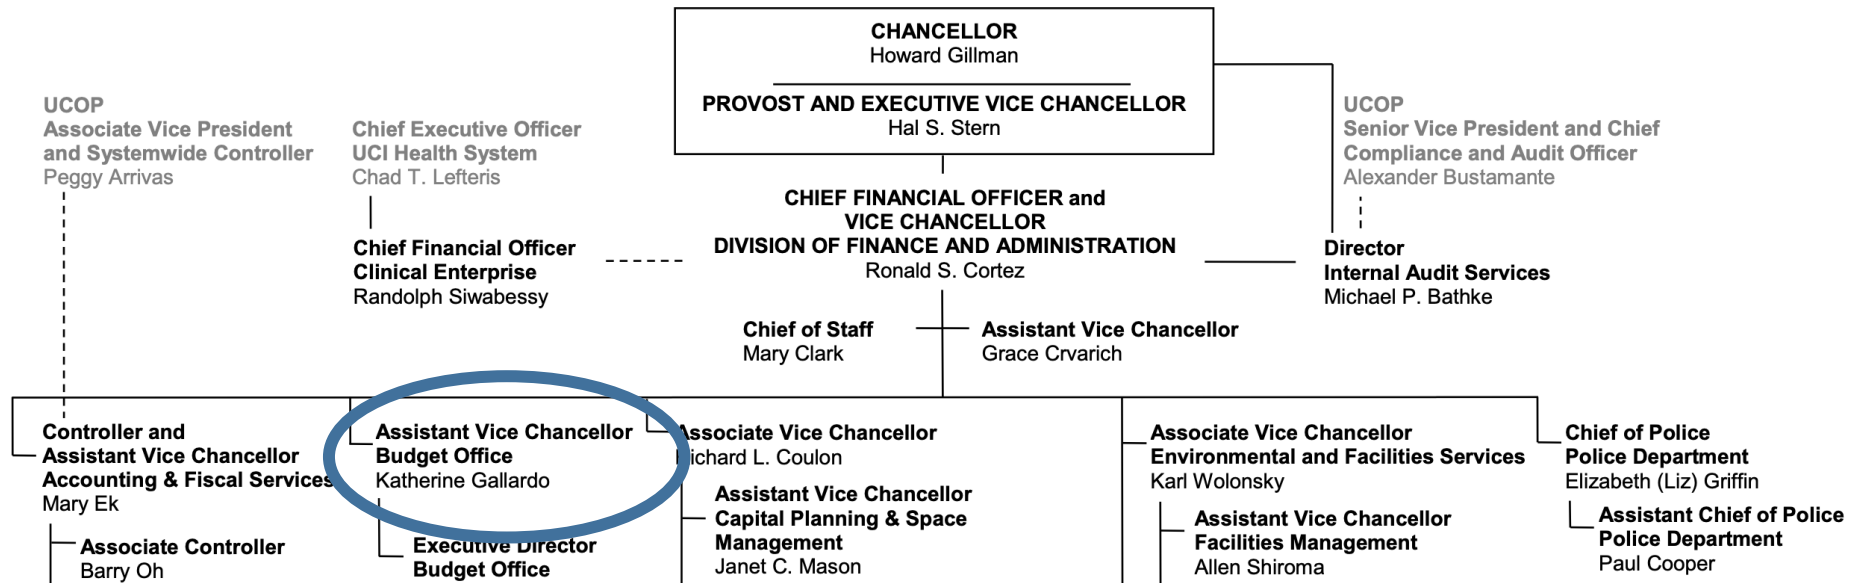 CHANCELLOR
Howard Gillman
PROVOST AND EXECUTIVE VICE CHANCELLOR
Hal S. Stern
UCOP
Associate Vice President
and Systemwide Controller
Peggy Arrivas
Chief Executive Officer
UCI Health System
Chad T. Lefteris
UCOP
Senior Vice President and Chief
Compliance and Audit Officer
Alexander Bustamante
CHIEF FINANCIAL OFFICER and
VICE CHANCELLOR
DIVISION OF FINANCE AND ADMINISTRATION
Ronald S. Cortez
Chief Financial Officer
Clinical Enterprise
Randolph Siwabessy
Director
Internal Audit Services
Michael P. Bathke
Chief of Staff
Mary Clark
Assistant Vice Chancellor
Grace Crvarich
Controller and
Assistant Vice Chancellor
Accounting & Fiscal Services
Mary Ek
Associate Controller
Barry Oh
Assistant Vice Chancellor
Budget Office
Katherine Gallardo
Executive Director
Budget Office
Associate Vice Chancellor
Richard L. Coulon
Assistant Vice Chancellor
Capital Planning & Space
Management
Janet C. Mason
Associate Vice Chancellor
Environmental and Facilities Services
Karl Wolonsky
Assistant Vice Chancellor
Facilities Management
Allen Shiroma
Chief of Police
Police Department
Elizabeth (Liz) Griffin
Assistant Chief of Police
Police Department
Paul Cooper